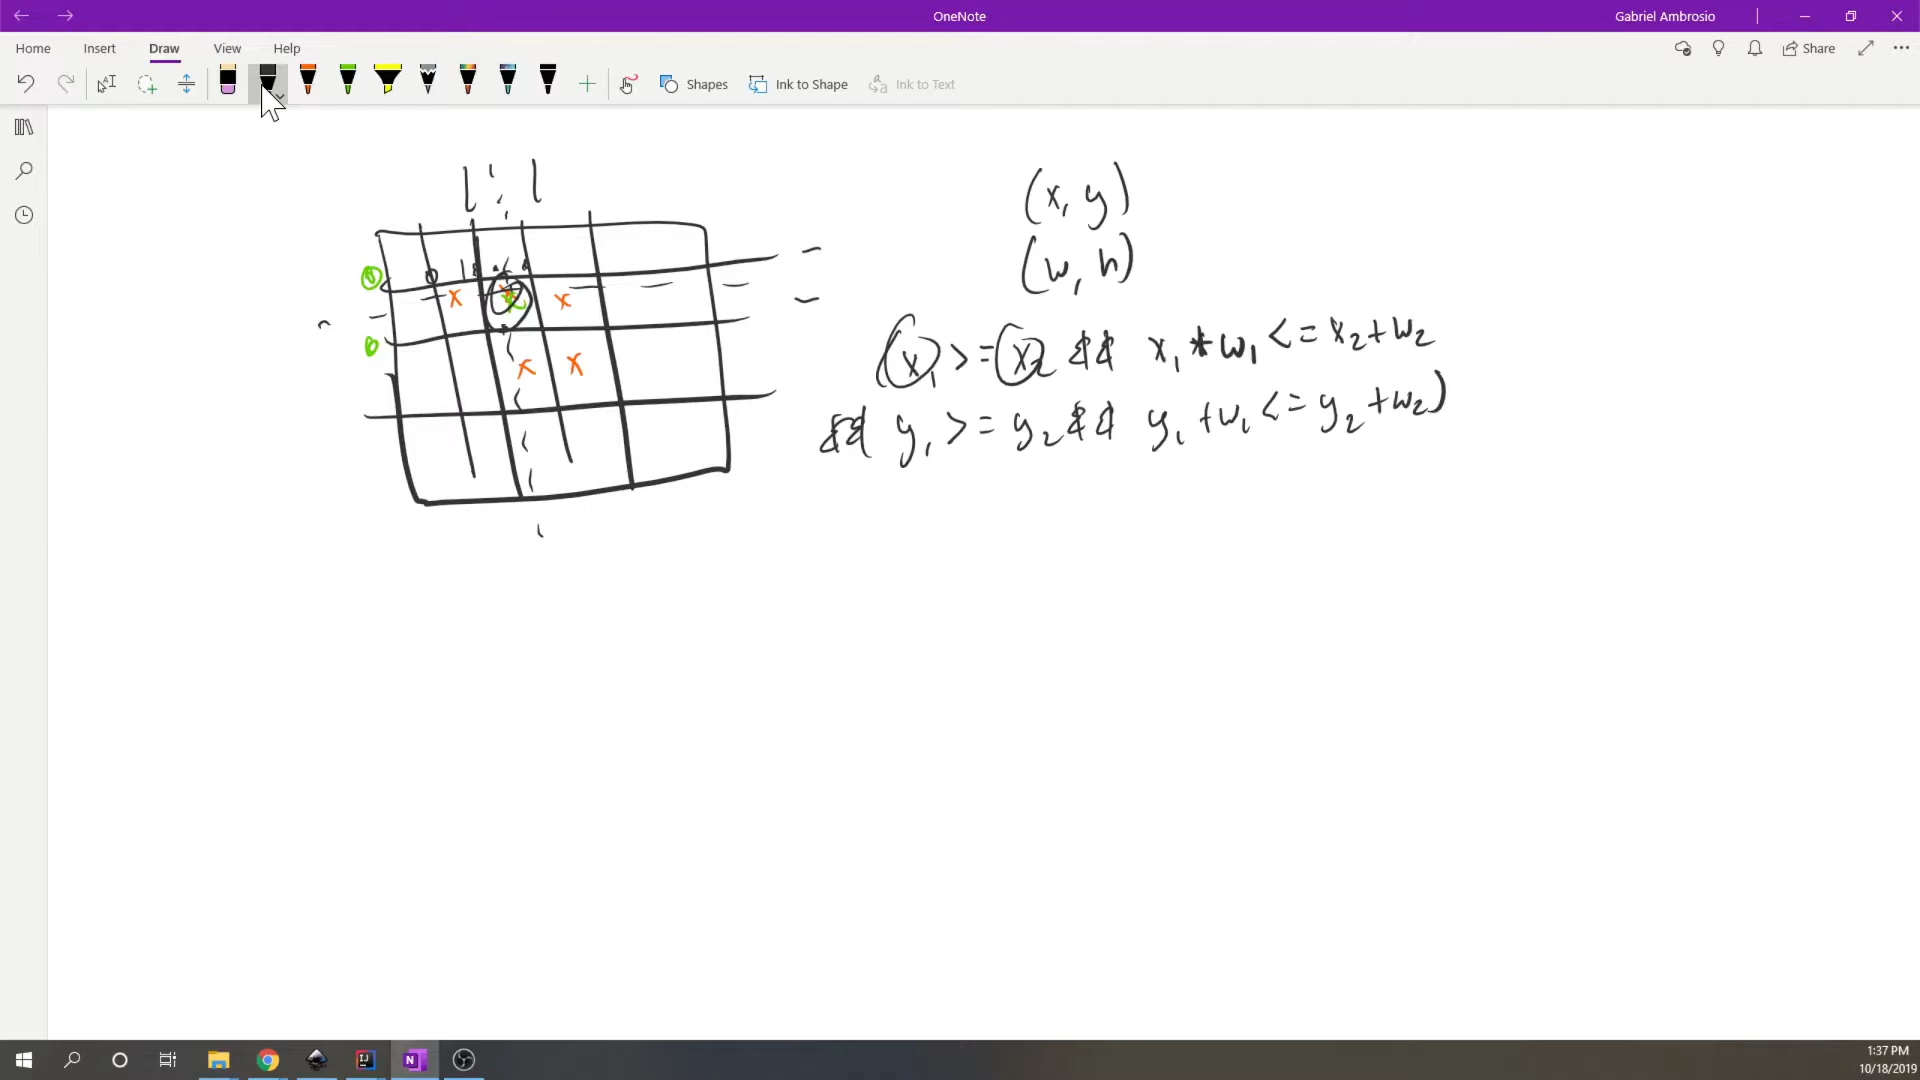 OneNote
Gabriel Ambrosio
Home Insert Draw View Help
Share
Shapes
Ink to Shape
Ink to Text
(x, y)
(w, h)
(x₁ >= x₂ && x₁ * w₁ <= x₂ + w₂
&& y₁ >= y₂ && y₁ + w₁ <= y₂ + w₂)
x x x
x x
1:37 PM
10/18/2019